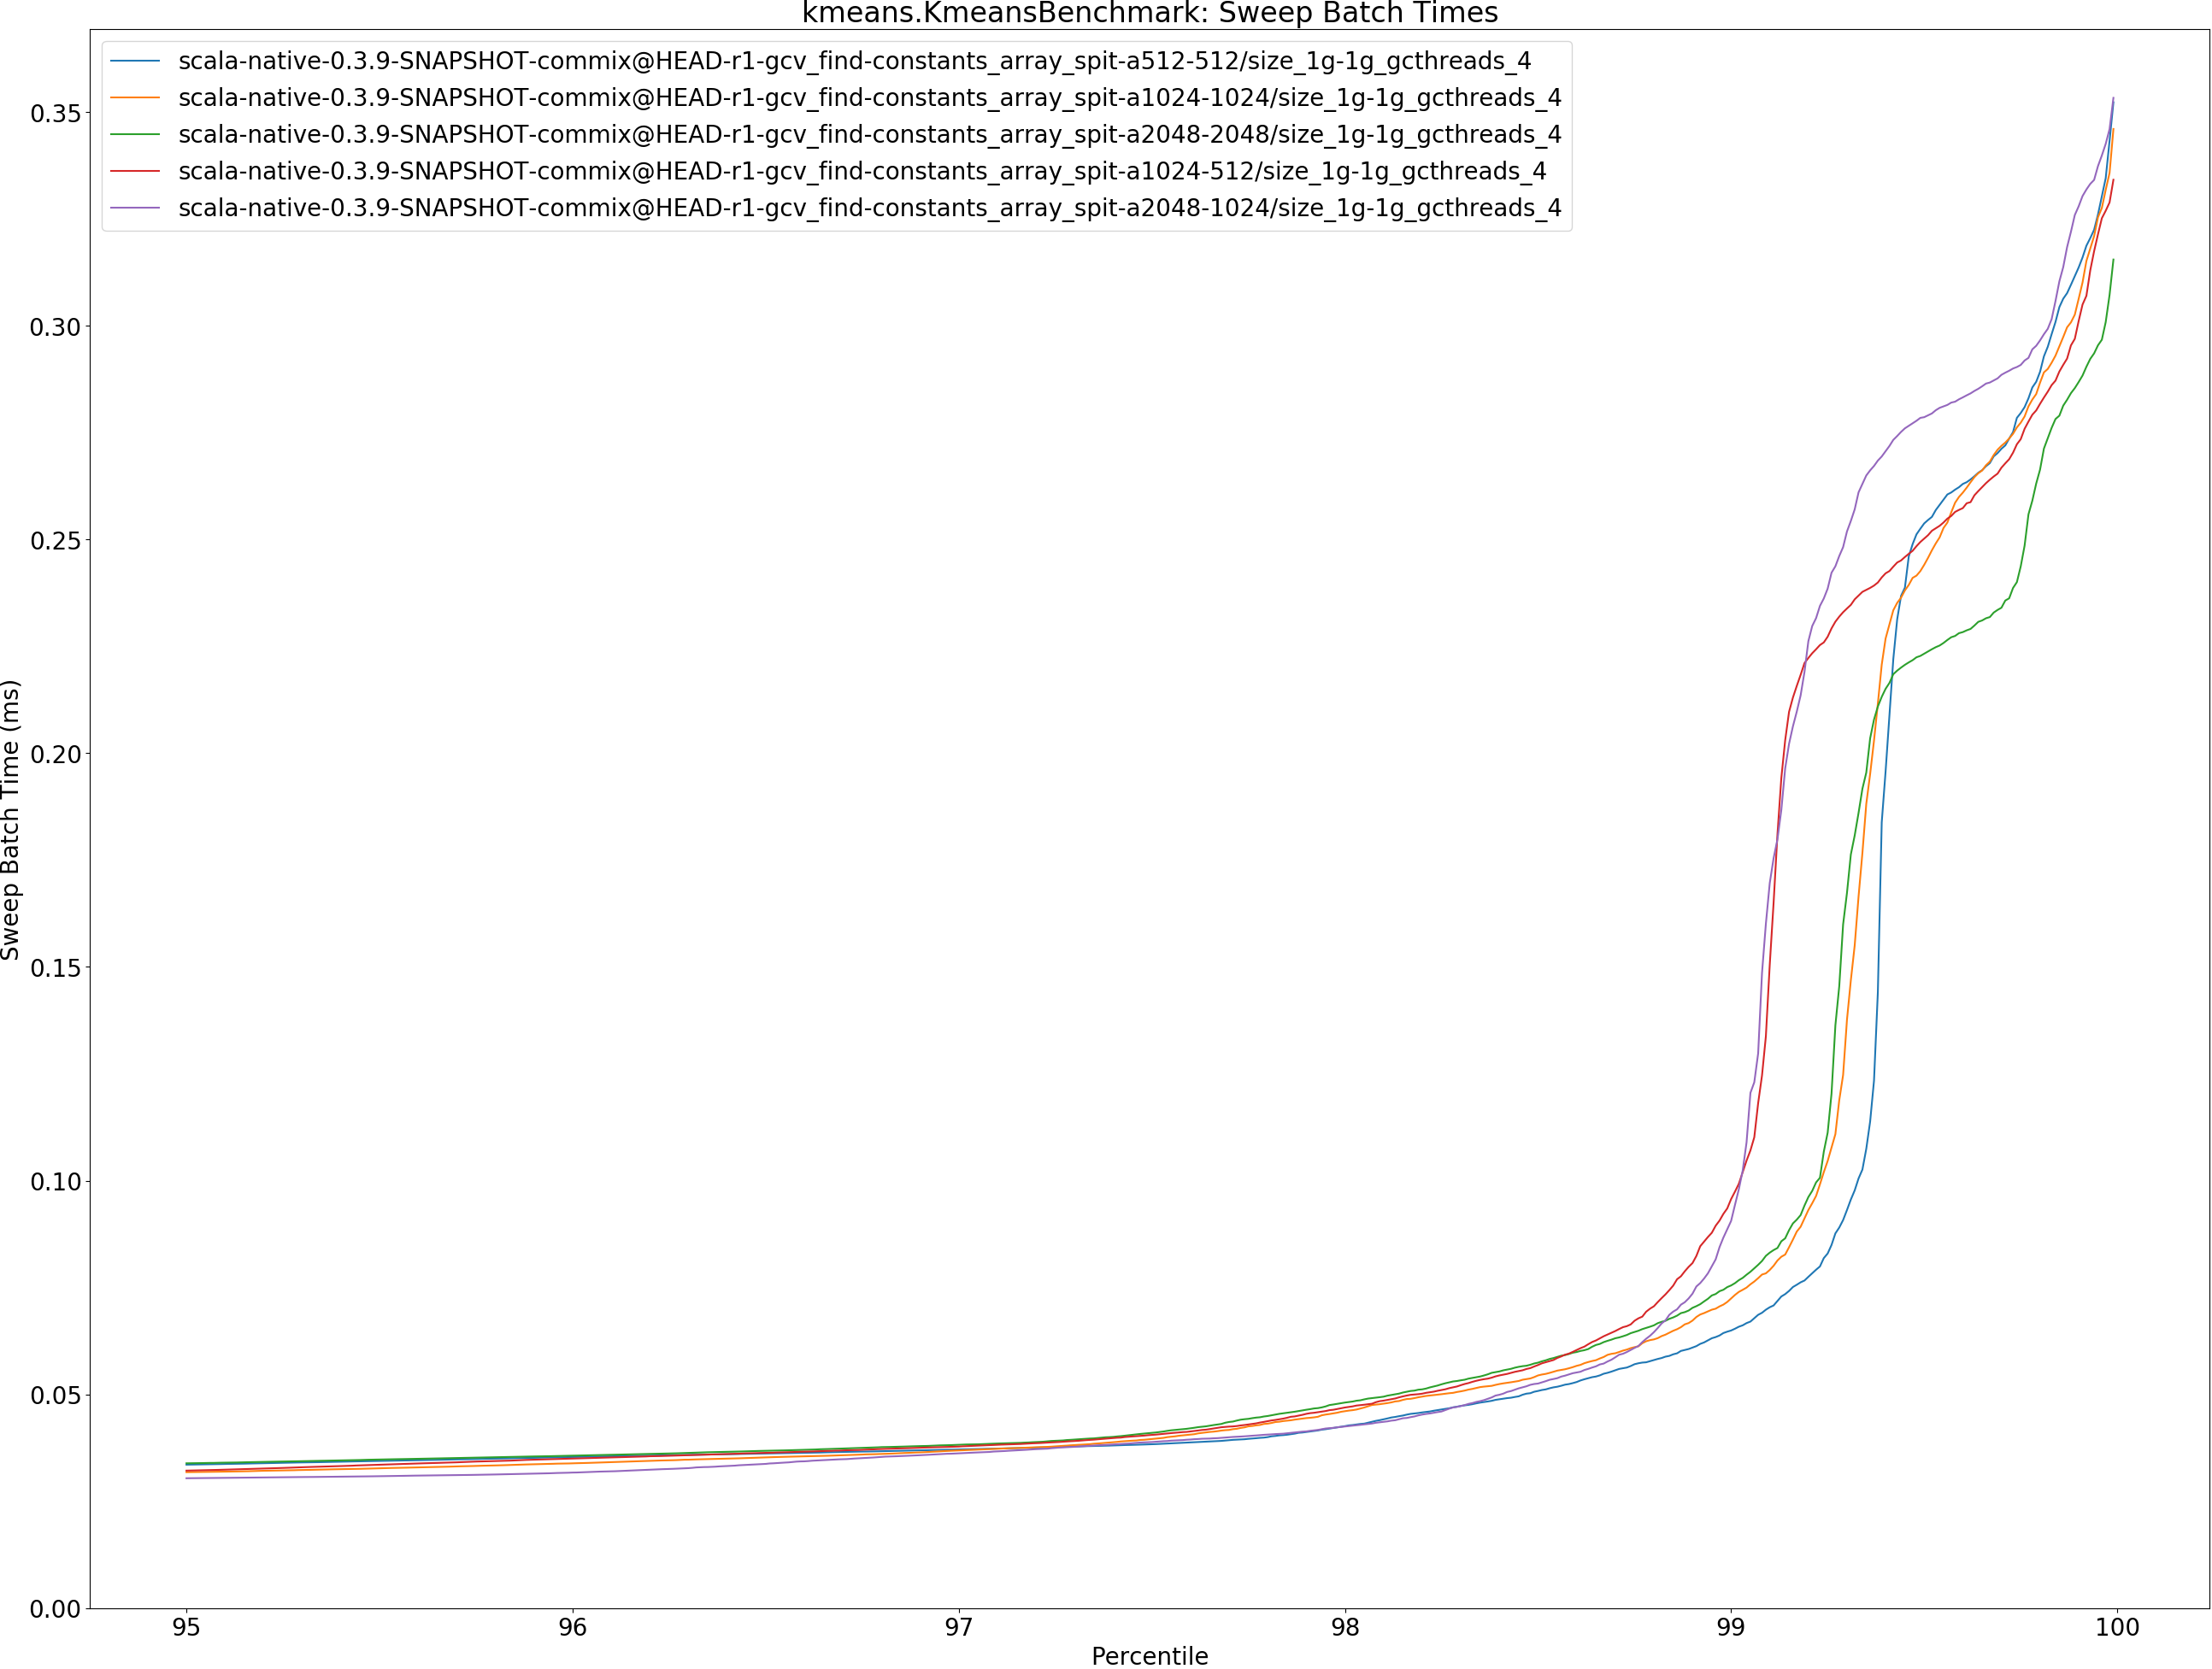 kmeans.KmeansBenchmark: Sweep Batch Times
scala-native-0.3.9-SNAPSHOT-commix@HEAD-r1-gcv_find-constants_array_spit-a512-512/size_1g-1g_gcthreads_4
scala-native-0.3.9-SNAPSHOT-commix@HEAD-r1-gcv_find-constants_array_spit-a1024-1024/size_1g-1g_gcthreads_4
scala-native-0.3.9-SNAPSHOT-commix@HEAD-r1-gcv_find-constants_array_spit-a2048-2048/size_1g-1g_gcthreads_4
scala-native-0.3.9-SNAPSHOT-commix@HEAD-r1-gcv_find-constants_array_spit-a1024-512/size_1g-1g_gcthreads_4
scala-native-0.3.9-SNAPSHOT-commix@HEAD-r1-gcv_find-constants_array_spit-a2048-1024/size_1g-1g_gcthreads_4
0.35
0.30
0.25
0.20
0.15
0.10
0.05
0.00
Sweep Batch Time (ms)
95 96 97 98 99 100
Percentile